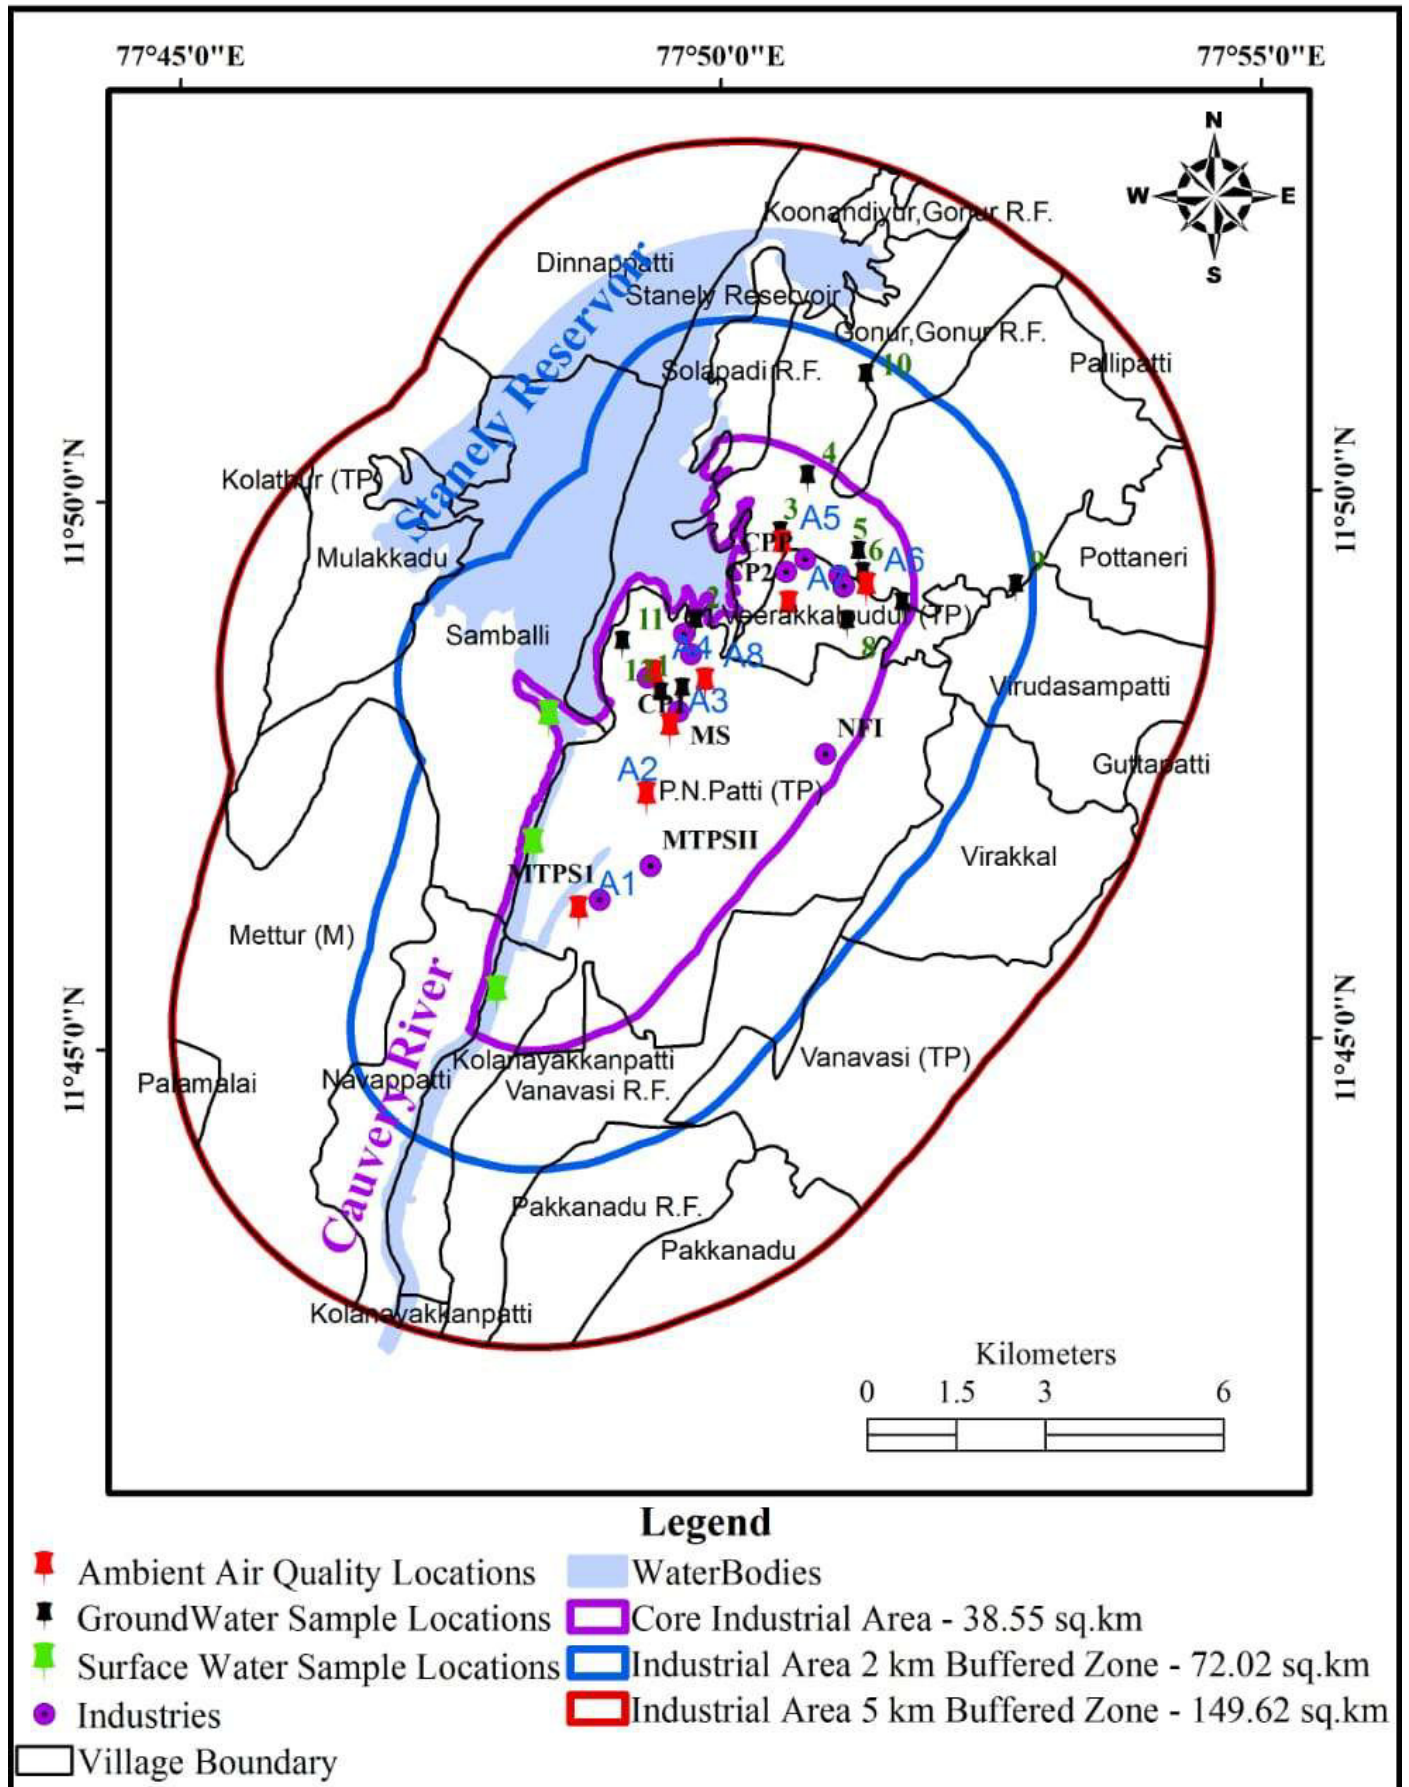 77°45'0"E
77°50'0"E
77°55'0"E
N
W
E
S
Koonandiyur,Gonur R.F.
Dinnappatti
Stanely Reservoir
Stanely Reservoir
Gonur,Gonur R.F.
Pallipatti
Solapadi R.F.
10
4
Kolathur (TP)
11°50'0"N
11°50'0"N
3
A5
5
CPP
6
A6
Mulakkadu
Pottaneri
CP2
A7
9
2
Veerakkalpudur (TP)
11
Samballi
A4
A8
8
12
1
Virudasampatti
CP1
A3
MS
NFI
A2
Guttapatti
P.N.Patti (TP)
MTPSII
Virakkal
MTPS1
A1
Mettur (M)
Cauvery River
11°45'0"N
11°45'0"N
Kolanayakkanpatti
Vanavasi (TP)
Palamalai
Navappatti
Vanavasi R.F.
Pakkanadu R.F.
Pakkanadu
Kolanayakkanpatti
Kilometers
0
1.5
3
6
Legend
Ambient Air Quality Locations
GroundWater Sample Locations
Surface Water Sample Locations
Industries
Village Boundary
WaterBodies
Core Industrial Area - 38.55 sq.km
Industrial Area 2 km Buffered Zone - 72.02 sq.km
Industrial Area 5 km Buffered Zone - 149.62 sq.km